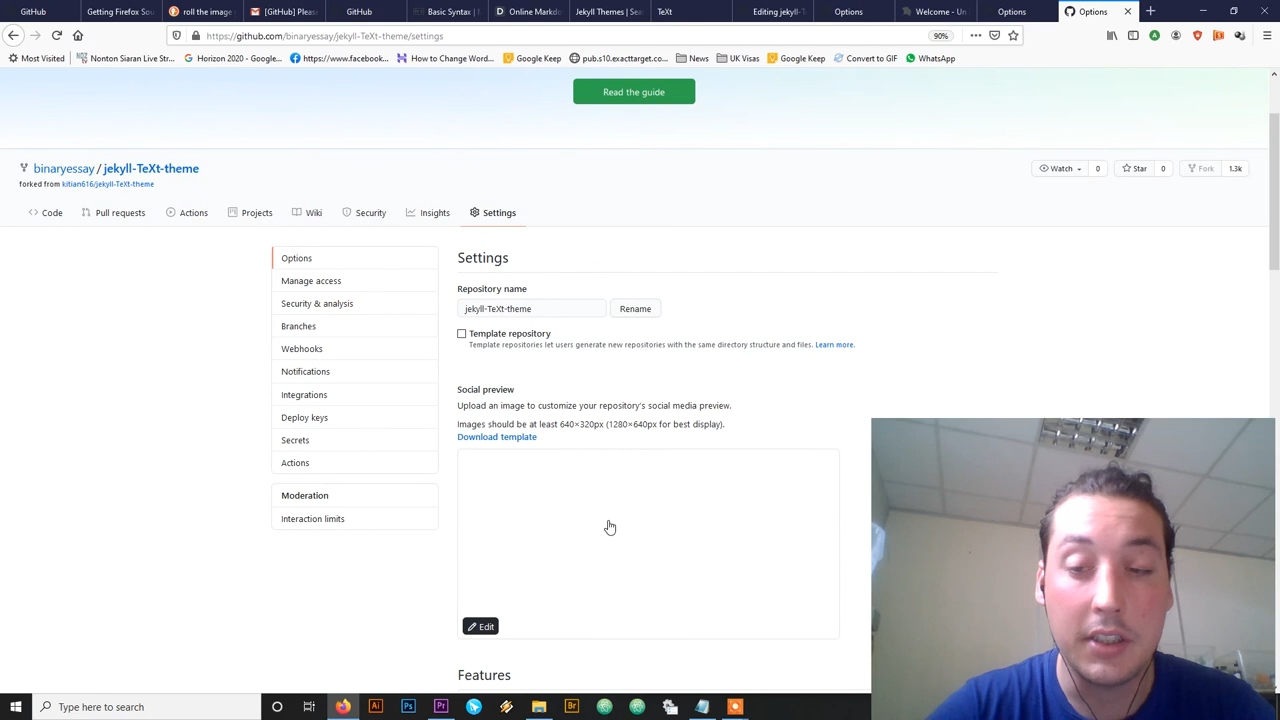 GitHub
Getting Firefox Soun
roll the image
[GitHub] Pleas
GitHub
Basic Syntax |
Online Markdo
Jekyll Themes | Sea
TeXt
Editing jekyll-T
Options
Welcome - Un
Options
Options
https://github.com/binaryessay/jekyll-TeXt-theme/settings
90%
Most Visited
Nonton Siaran Live Str...
Horizon 2020 - Google...
https://www.facebook...
How to Change Word...
Google Keep
pub.s10.exacttarget.co...
News
UK Visas
Google Keep
Convert to GIF
WhatsApp
Read the guide
binaryessay / jekyll-TeXt-theme
forked from kitian616/jekyll-TeXt-theme
Watch
0
Star
0
Fork
1.3k
Code
Pull requests
Actions
Projects
Wiki
Security
Insights
Settings
Options
Manage access
Security & analysis
Branches
Webhooks
Notifications
Integrations
Deploy keys
Secrets
Actions
Moderation
Interaction limits
Settings
Repository name
jekyll-TeXt-theme
Rename
Template repository
Template repositories let users generate new repositories with the same directory structure and files. Learn more.
Social preview
Upload an image to customize your repository's social media preview.
Images should be at least 640×320px (1280×640px for best display).
Download template
Edit
Features
Type here to search
Ai
Ps
Pr
Br